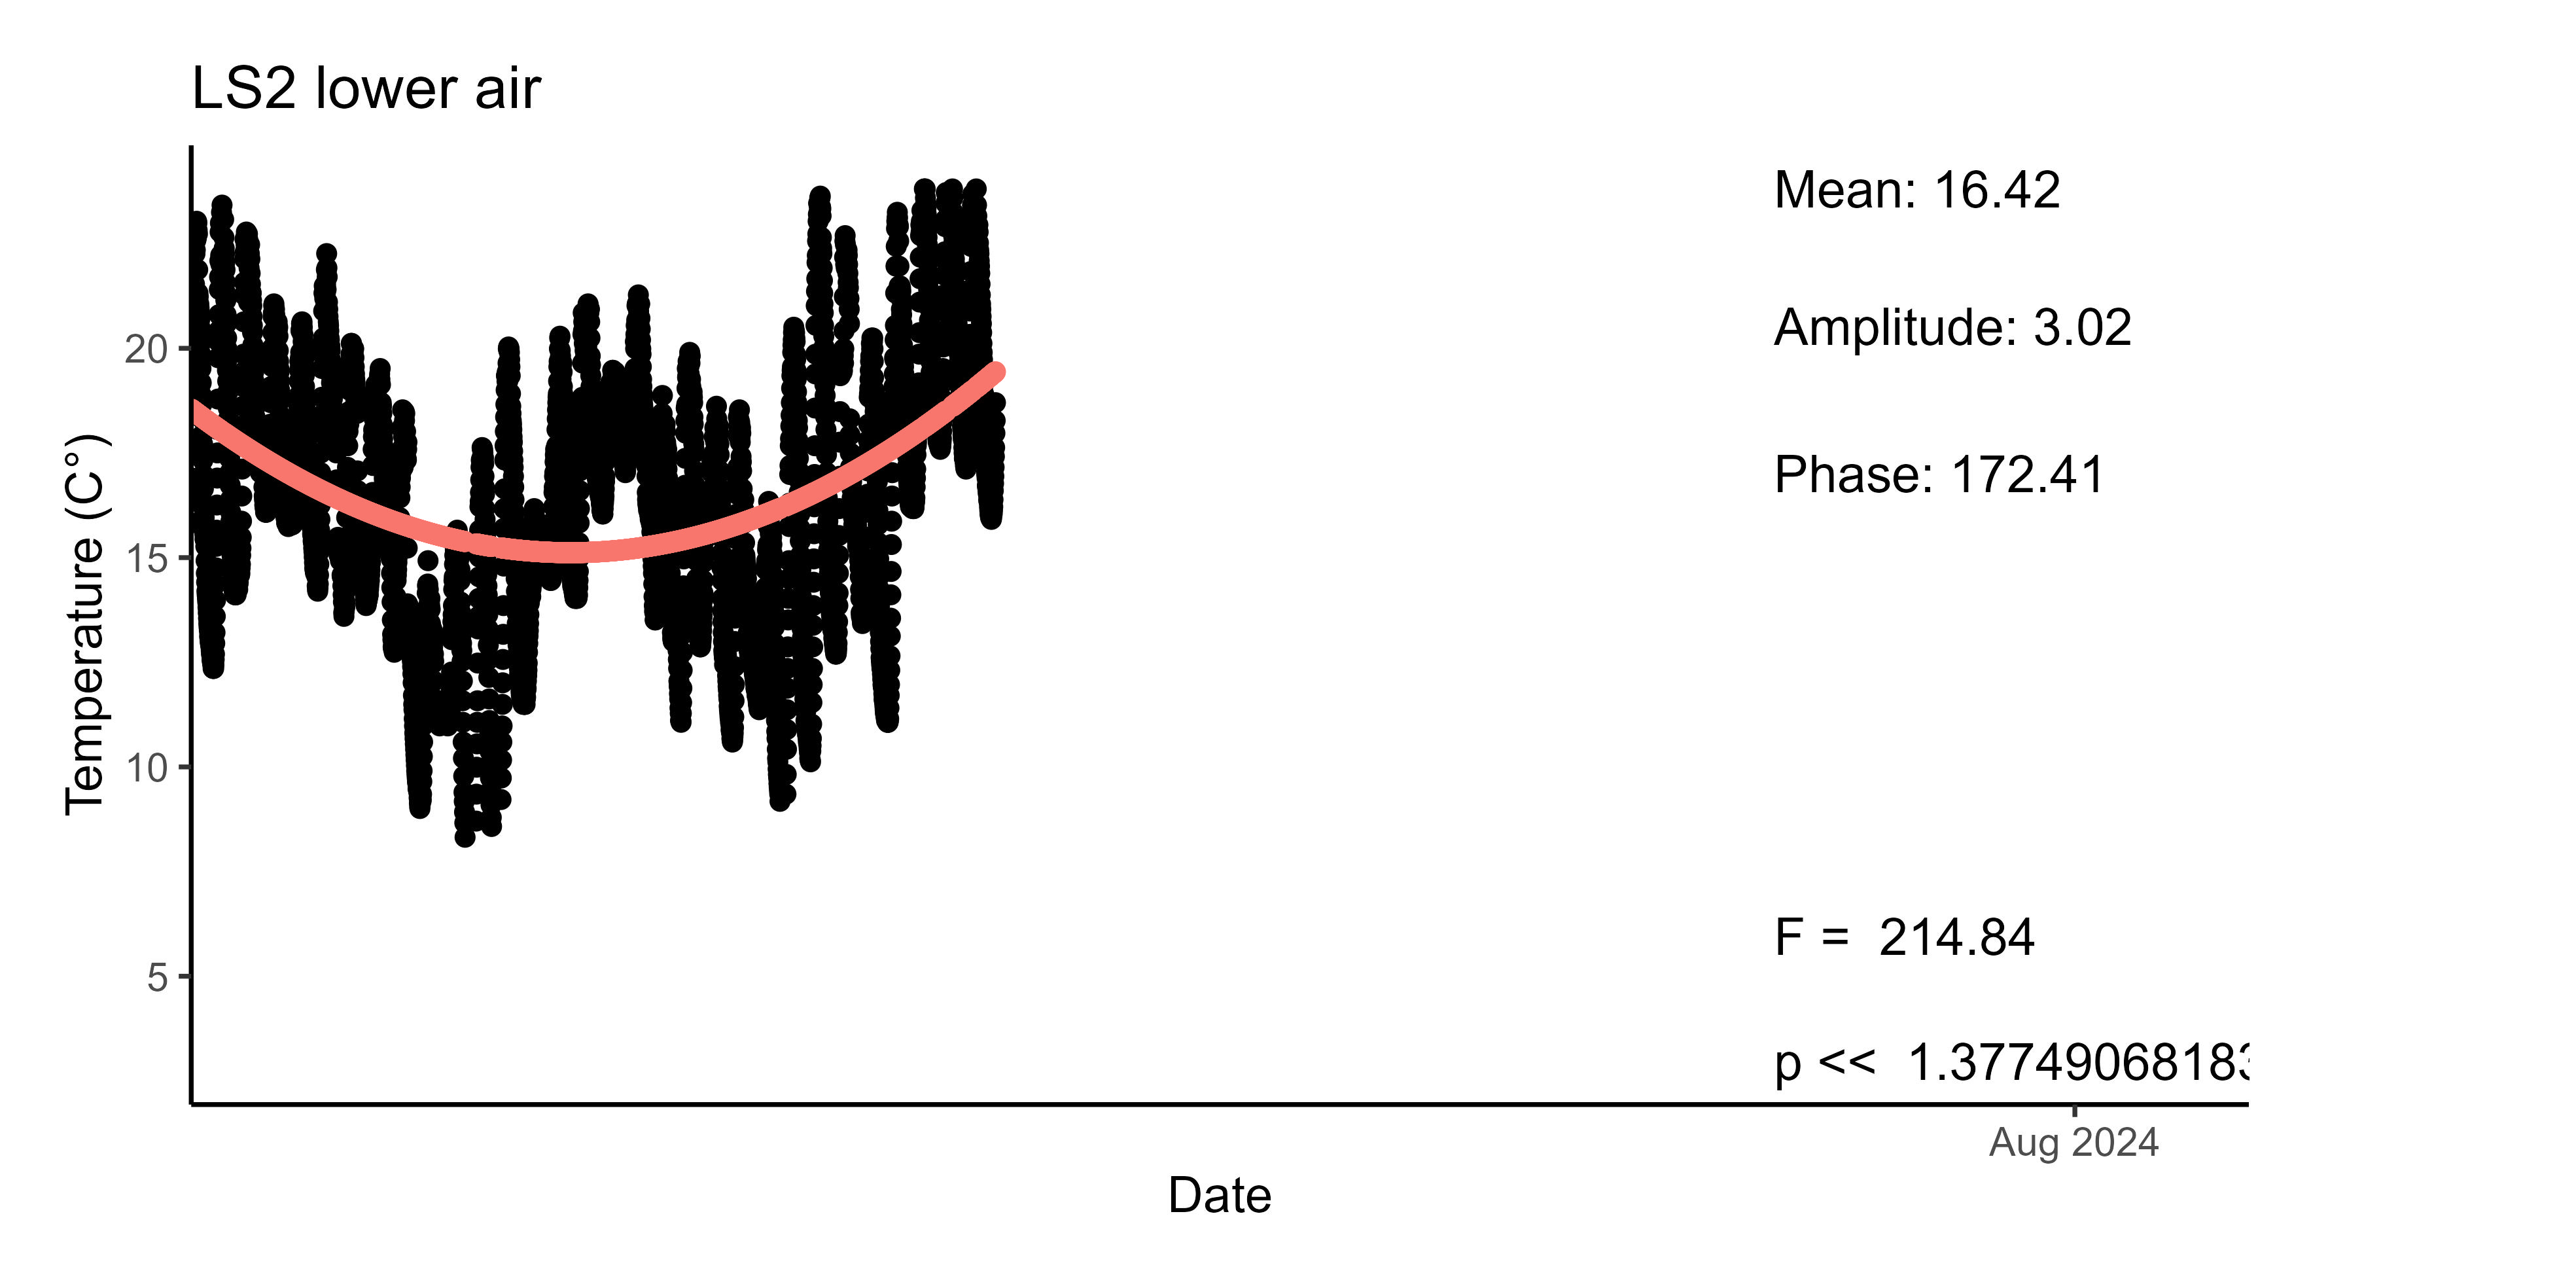 LS2 lower air
Mean: 16.42
Amplitude: 3.02
Phase: 172.41
F =  214.84
p <<  1.3774906818
20
15
10
5
Temperature (C°)
Aug 2024
Date